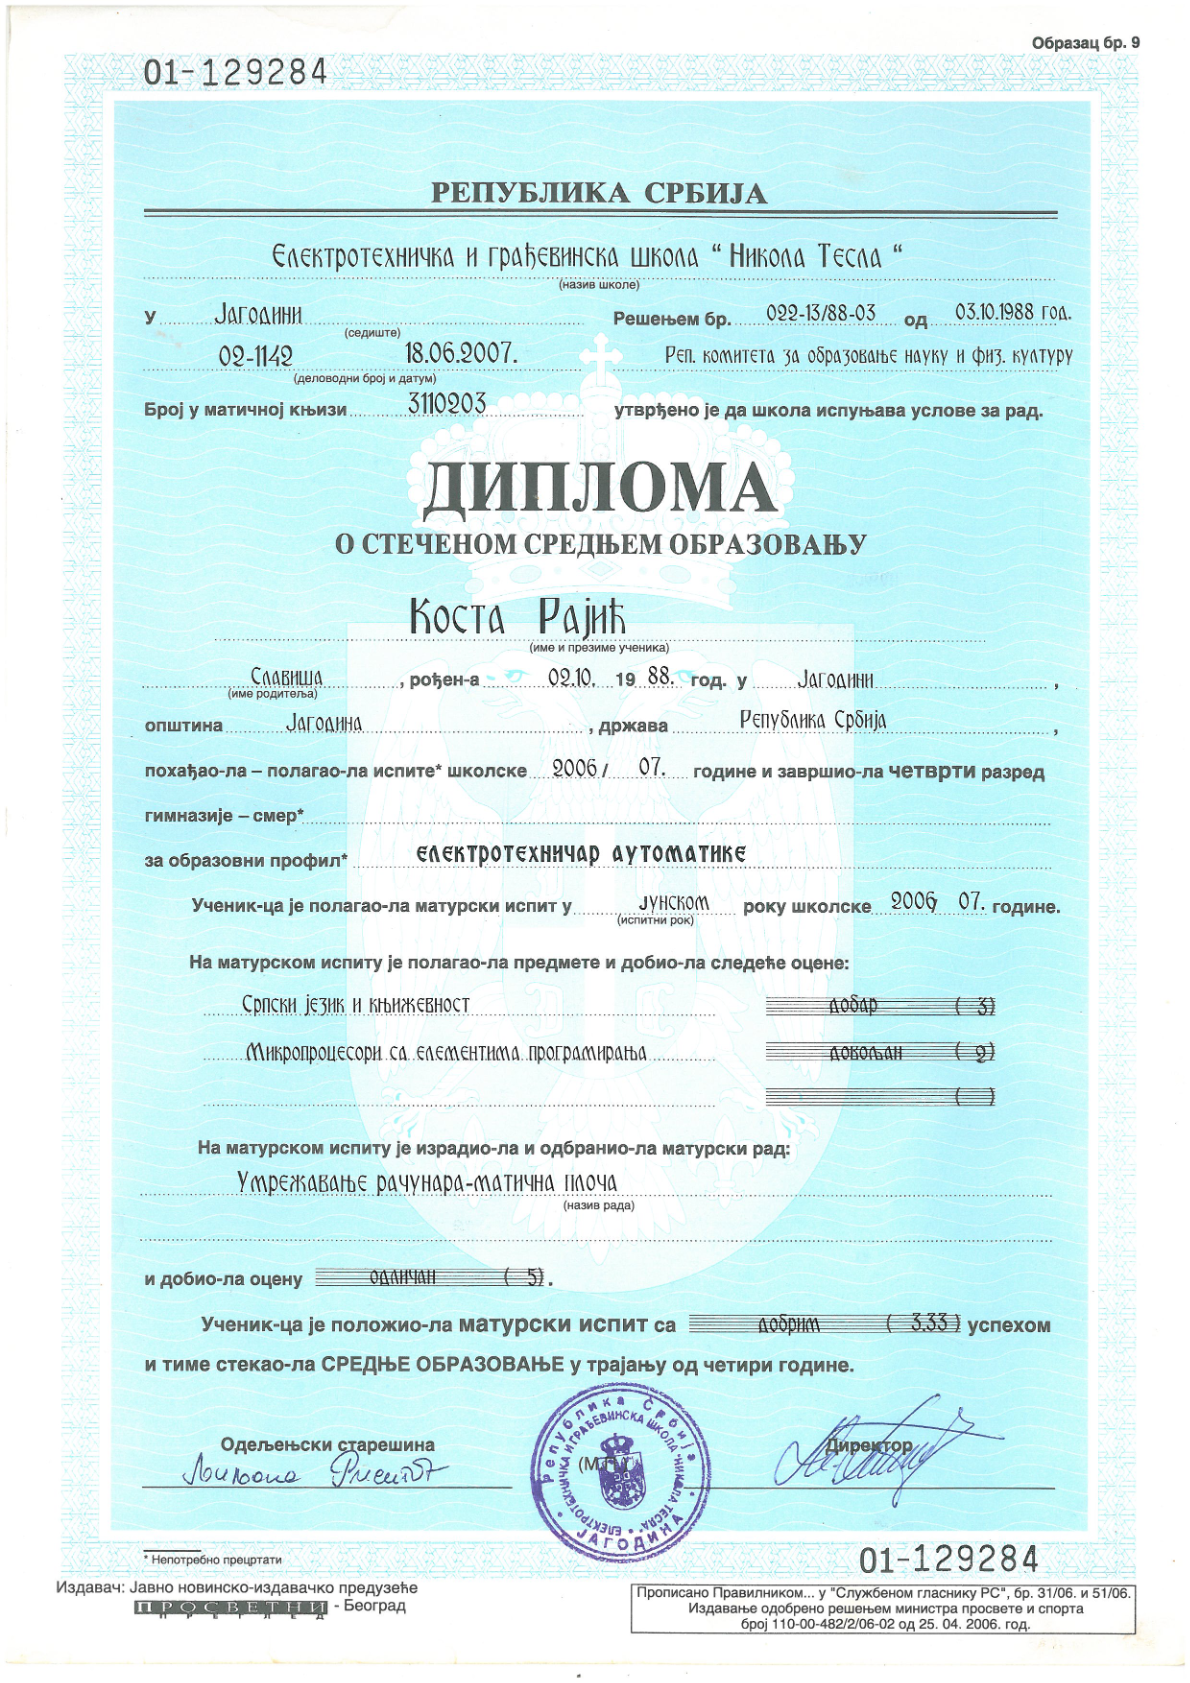 Образац бр. 9
01-129284
РЕПУБЛИКА СРБИЈА
Електротехничка и грађевинска школа “ Никола Тесла “
(назив школе)
У Јагодини Решењем бр. 022-13/88-03 од 03.10.1988 год.
(седиште)
02-1142 18.06.2007. Реп. комитета за образовање науку и физ. културу
(деловодни број и датум)
Број у матичној књизи 3110203 утврђено је да школа испуњава услове за рад.
ДИПЛОМА
О СТЕЧЕНОМ СРЕДЊЕМ ОБРАЗОВАЊУ
Коста Рајић
(име и презиме ученика)
Славиша , рођен-а 02.10. 19 88. год. у Јагодини ,
(име родитеља)
општина Јагодина , држава Република Србија ,
похађао-ла – полагао-ла испите* школске 2006/ 07. године и завршио-ла четврти разред
гимназије – смер*
за образовни профил* електротехничар аутоматике
Ученик-ца је полагао-ла матурски испит у јунском року школске 2006/ 07. године.
(испитни рок)
На матурском испиту је полагао-ла предмете и добио-ла следеће оцене:
Српски језик и књижевност добар ( 3)
Микропроцесори са елементима програмирања довољан ( 2)
( )
На матурском испиту је израдио-ла и одбранио-ла матурски рад:
Умрежавање рачунара-матична плоча
(назив рада)
и добио-ла оцену одличан ( 5) .
Ученик-ца је положио-ла матурски испит са добрим ( 3.33 ) успехом
и тиме стекао-ла СРЕДЊЕ ОБРАЗОВАЊЕ у трајању од четири године.
Република Србија
ЕЛЕКТРОТЕХНИЧКА И ГРАЂЕВИНСКА ШКОЛА "НИКОЛА ТЕСЛА"
ЈАГОДИНА
Одељењски старешина (М.П.) Директор
* Непотребно прецртати
01-129284
Издавач: Јавно новинско-издавачко предузеће
ПРОСВЕТНИ ПРЕГЛЕД - Београд
Прописано Правилником... у "Службеном гласнику РС", бр. 31/06. и 51/06.
Издавање одобрено решењем министра просвете и спорта
број 110-00-482/2/06-02 од 25. 04. 2006. год.